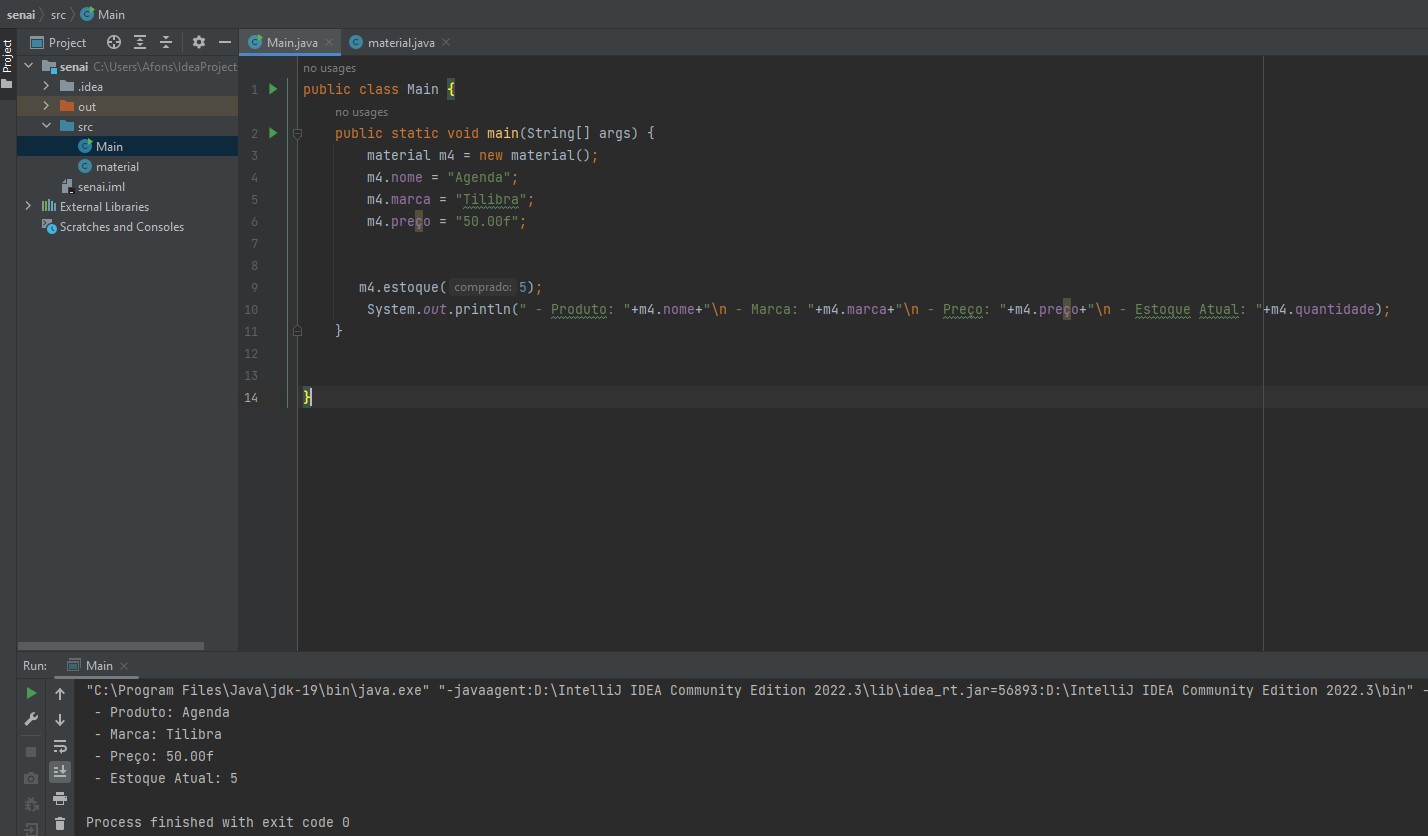 senai src Main
Project
Project
Main.java material.java
senai C:\Users\Afons\IdeaProject
.idea
out
src
Main
material
senai.iml
External Libraries
Scratches and Consoles
no usages
1 public class Main {
no usages
2 public static void main(String[] args) {
3 material m4 = new material();
4 m4.nome = "Agenda";
5 m4.marca = "Tilibra";
6 m4.preço = "50.00f";
7
8
9 m4.estoque( comprado: 5);
10 System.out.println(" - Produto: "+m4.nome+"\n - Marca: "+m4.marca+"\n - Preço: "+m4.preço+"\n - Estoque Atual: "+m4.quantidade);
11 }
12
13
14 }
Run: Main
"C:\Program Files\Java\jdk-19\bin\java.exe" "-javaagent:D:\IntelliJ IDEA Community Edition 2022.3\lib\idea_rt.jar=56893:D:\IntelliJ IDEA Community Edition 2022.3\bin" -
- Produto: Agenda
- Marca: Tilibra
- Preço: 50.00f
- Estoque Atual: 5
Process finished with exit code 0